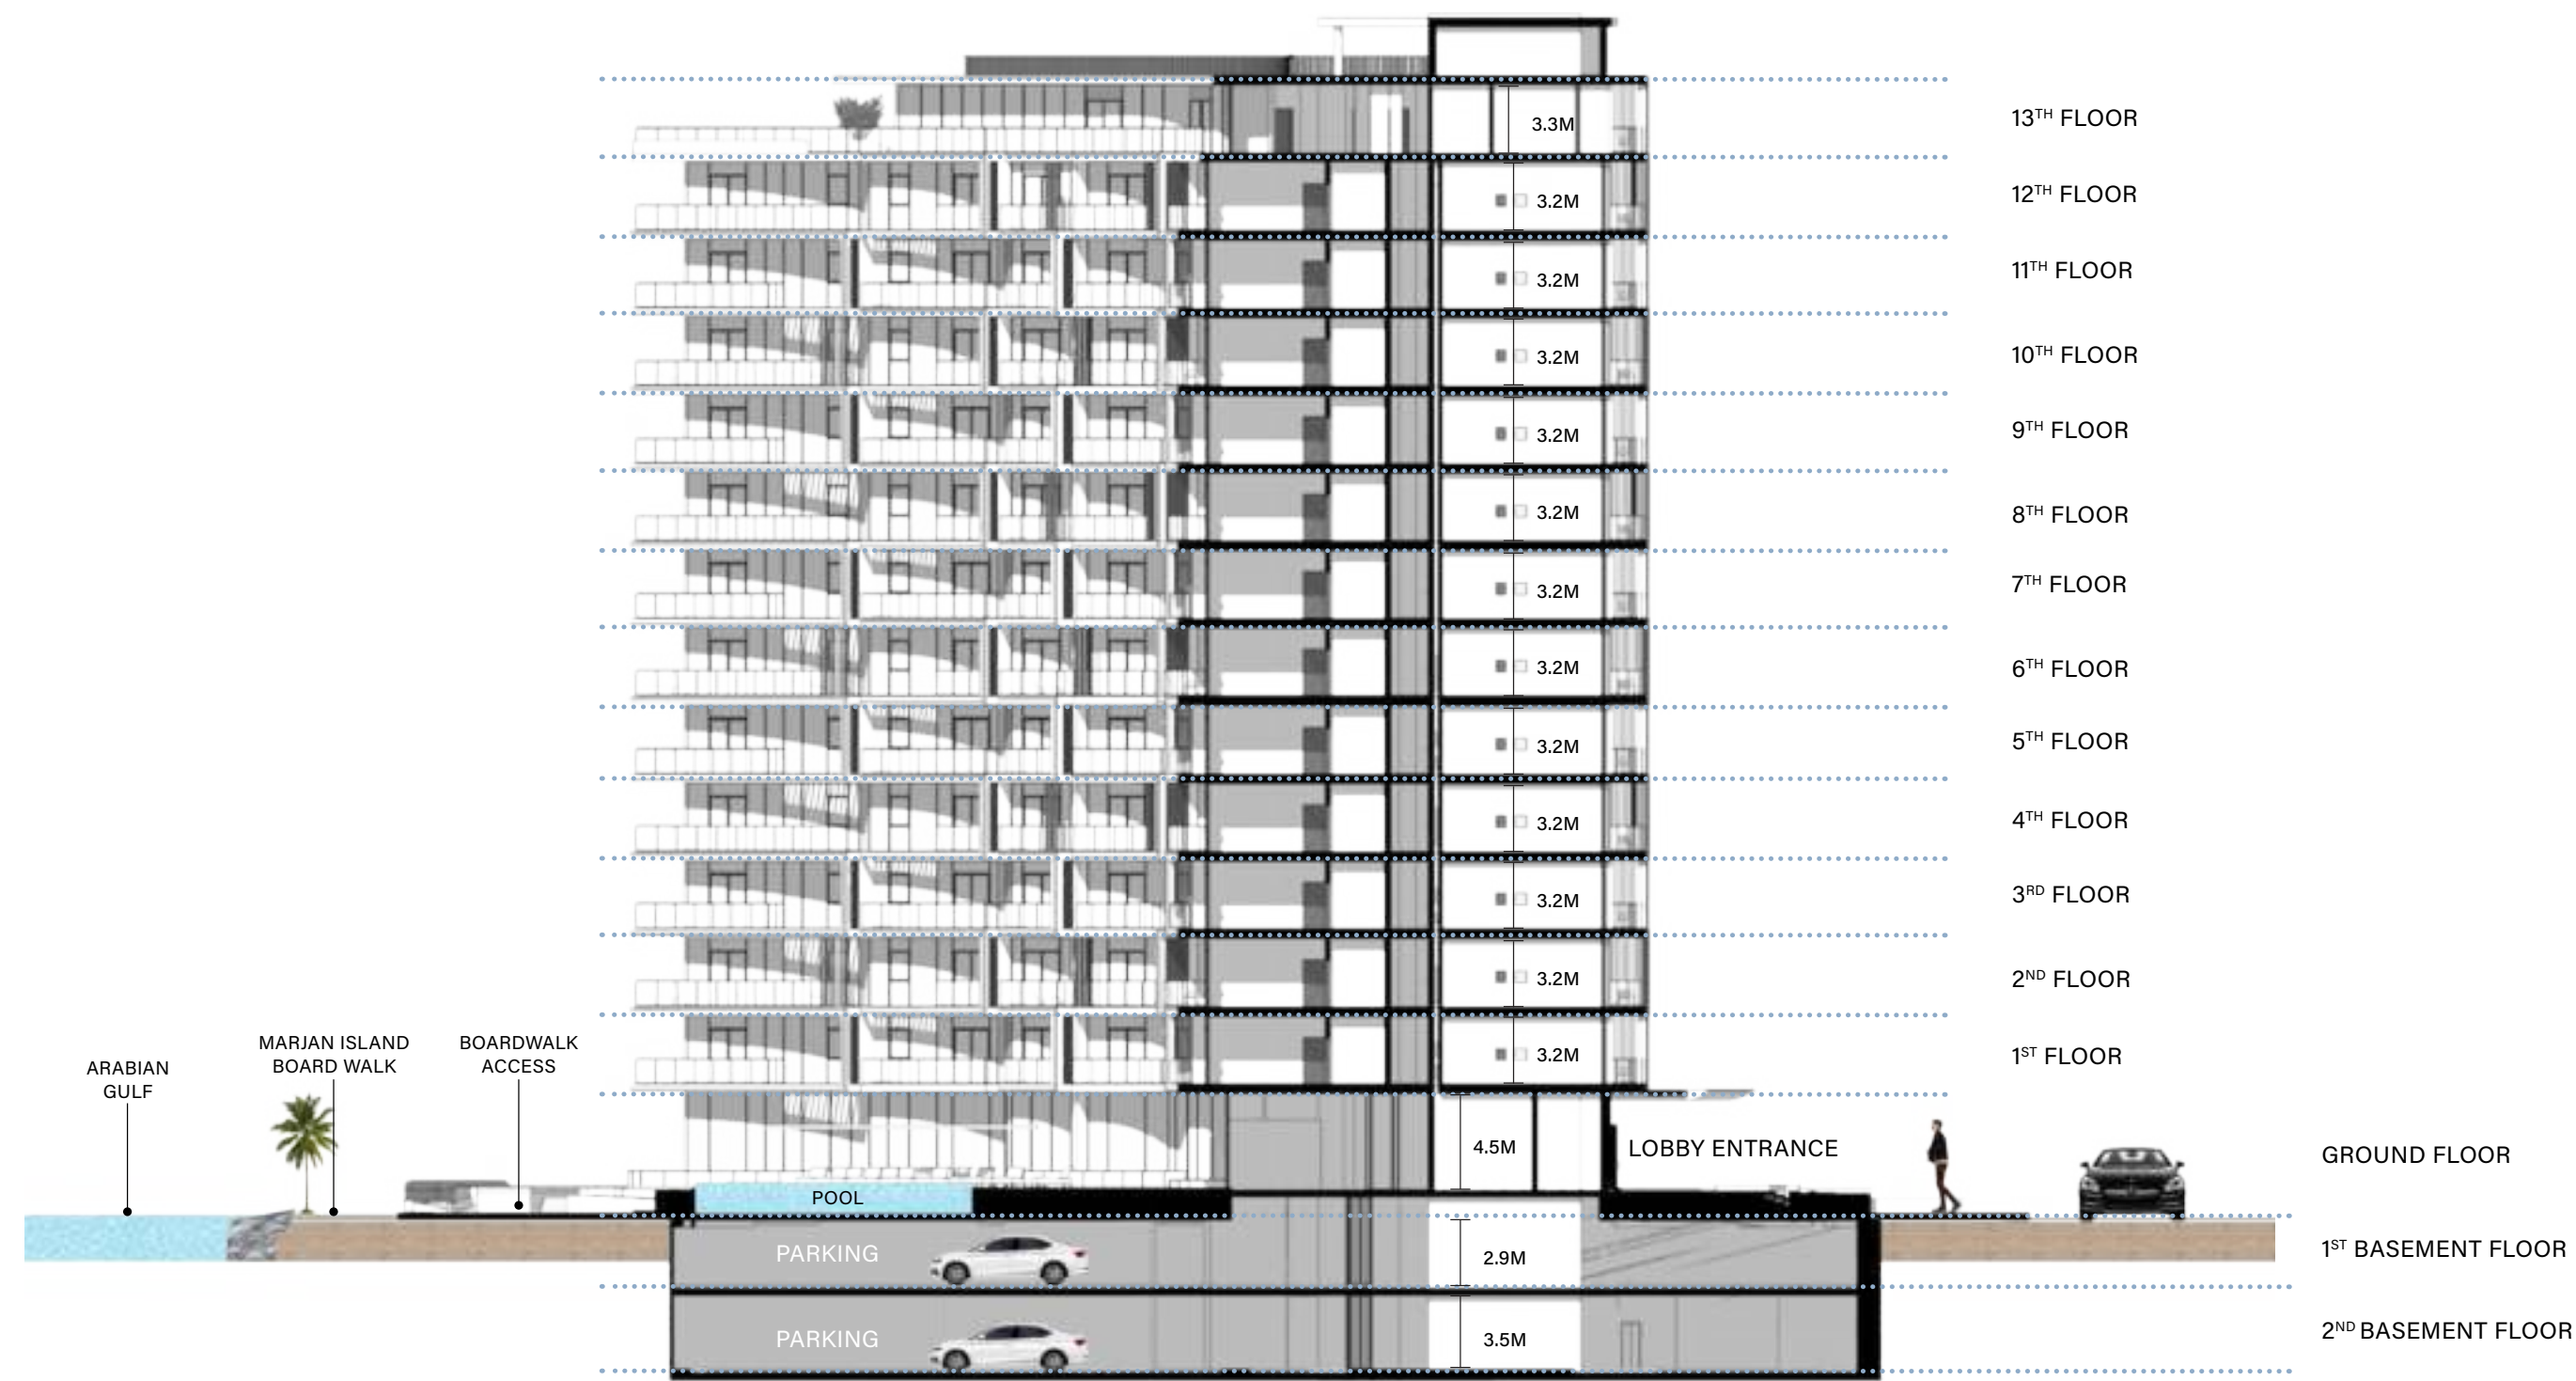 3.3M 13TH FLOOR
3.2M 12TH FLOOR
3.2M 11TH FLOOR
3.2M 10TH FLOOR
3.2M 9TH FLOOR
3.2M 8TH FLOOR
3.2M 7TH FLOOR
3.2M 6TH FLOOR
3.2M 5TH FLOOR
3.2M 4TH FLOOR
3.2M 3RD FLOOR
3.2M 2ND FLOOR
3.2M 1ST FLOOR
ARABIAN
GULF
MARJAN ISLAND
BOARD WALK
BOARDWALK
ACCESS
4.5M LOBBY ENTRANCE GROUND FLOOR
POOL
PARKING 2.9M 1ST BASEMENT FLOOR
PARKING 3.5M 2ND BASEMENT FLOOR